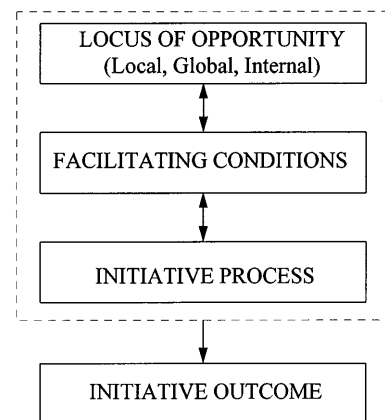 LOCUS OF OPPORTUNITY
(Local, Global, Internal)
FACILITATING CONDITIONS
INITIATIVE PROCESS
INITIATIVE OUTCOME